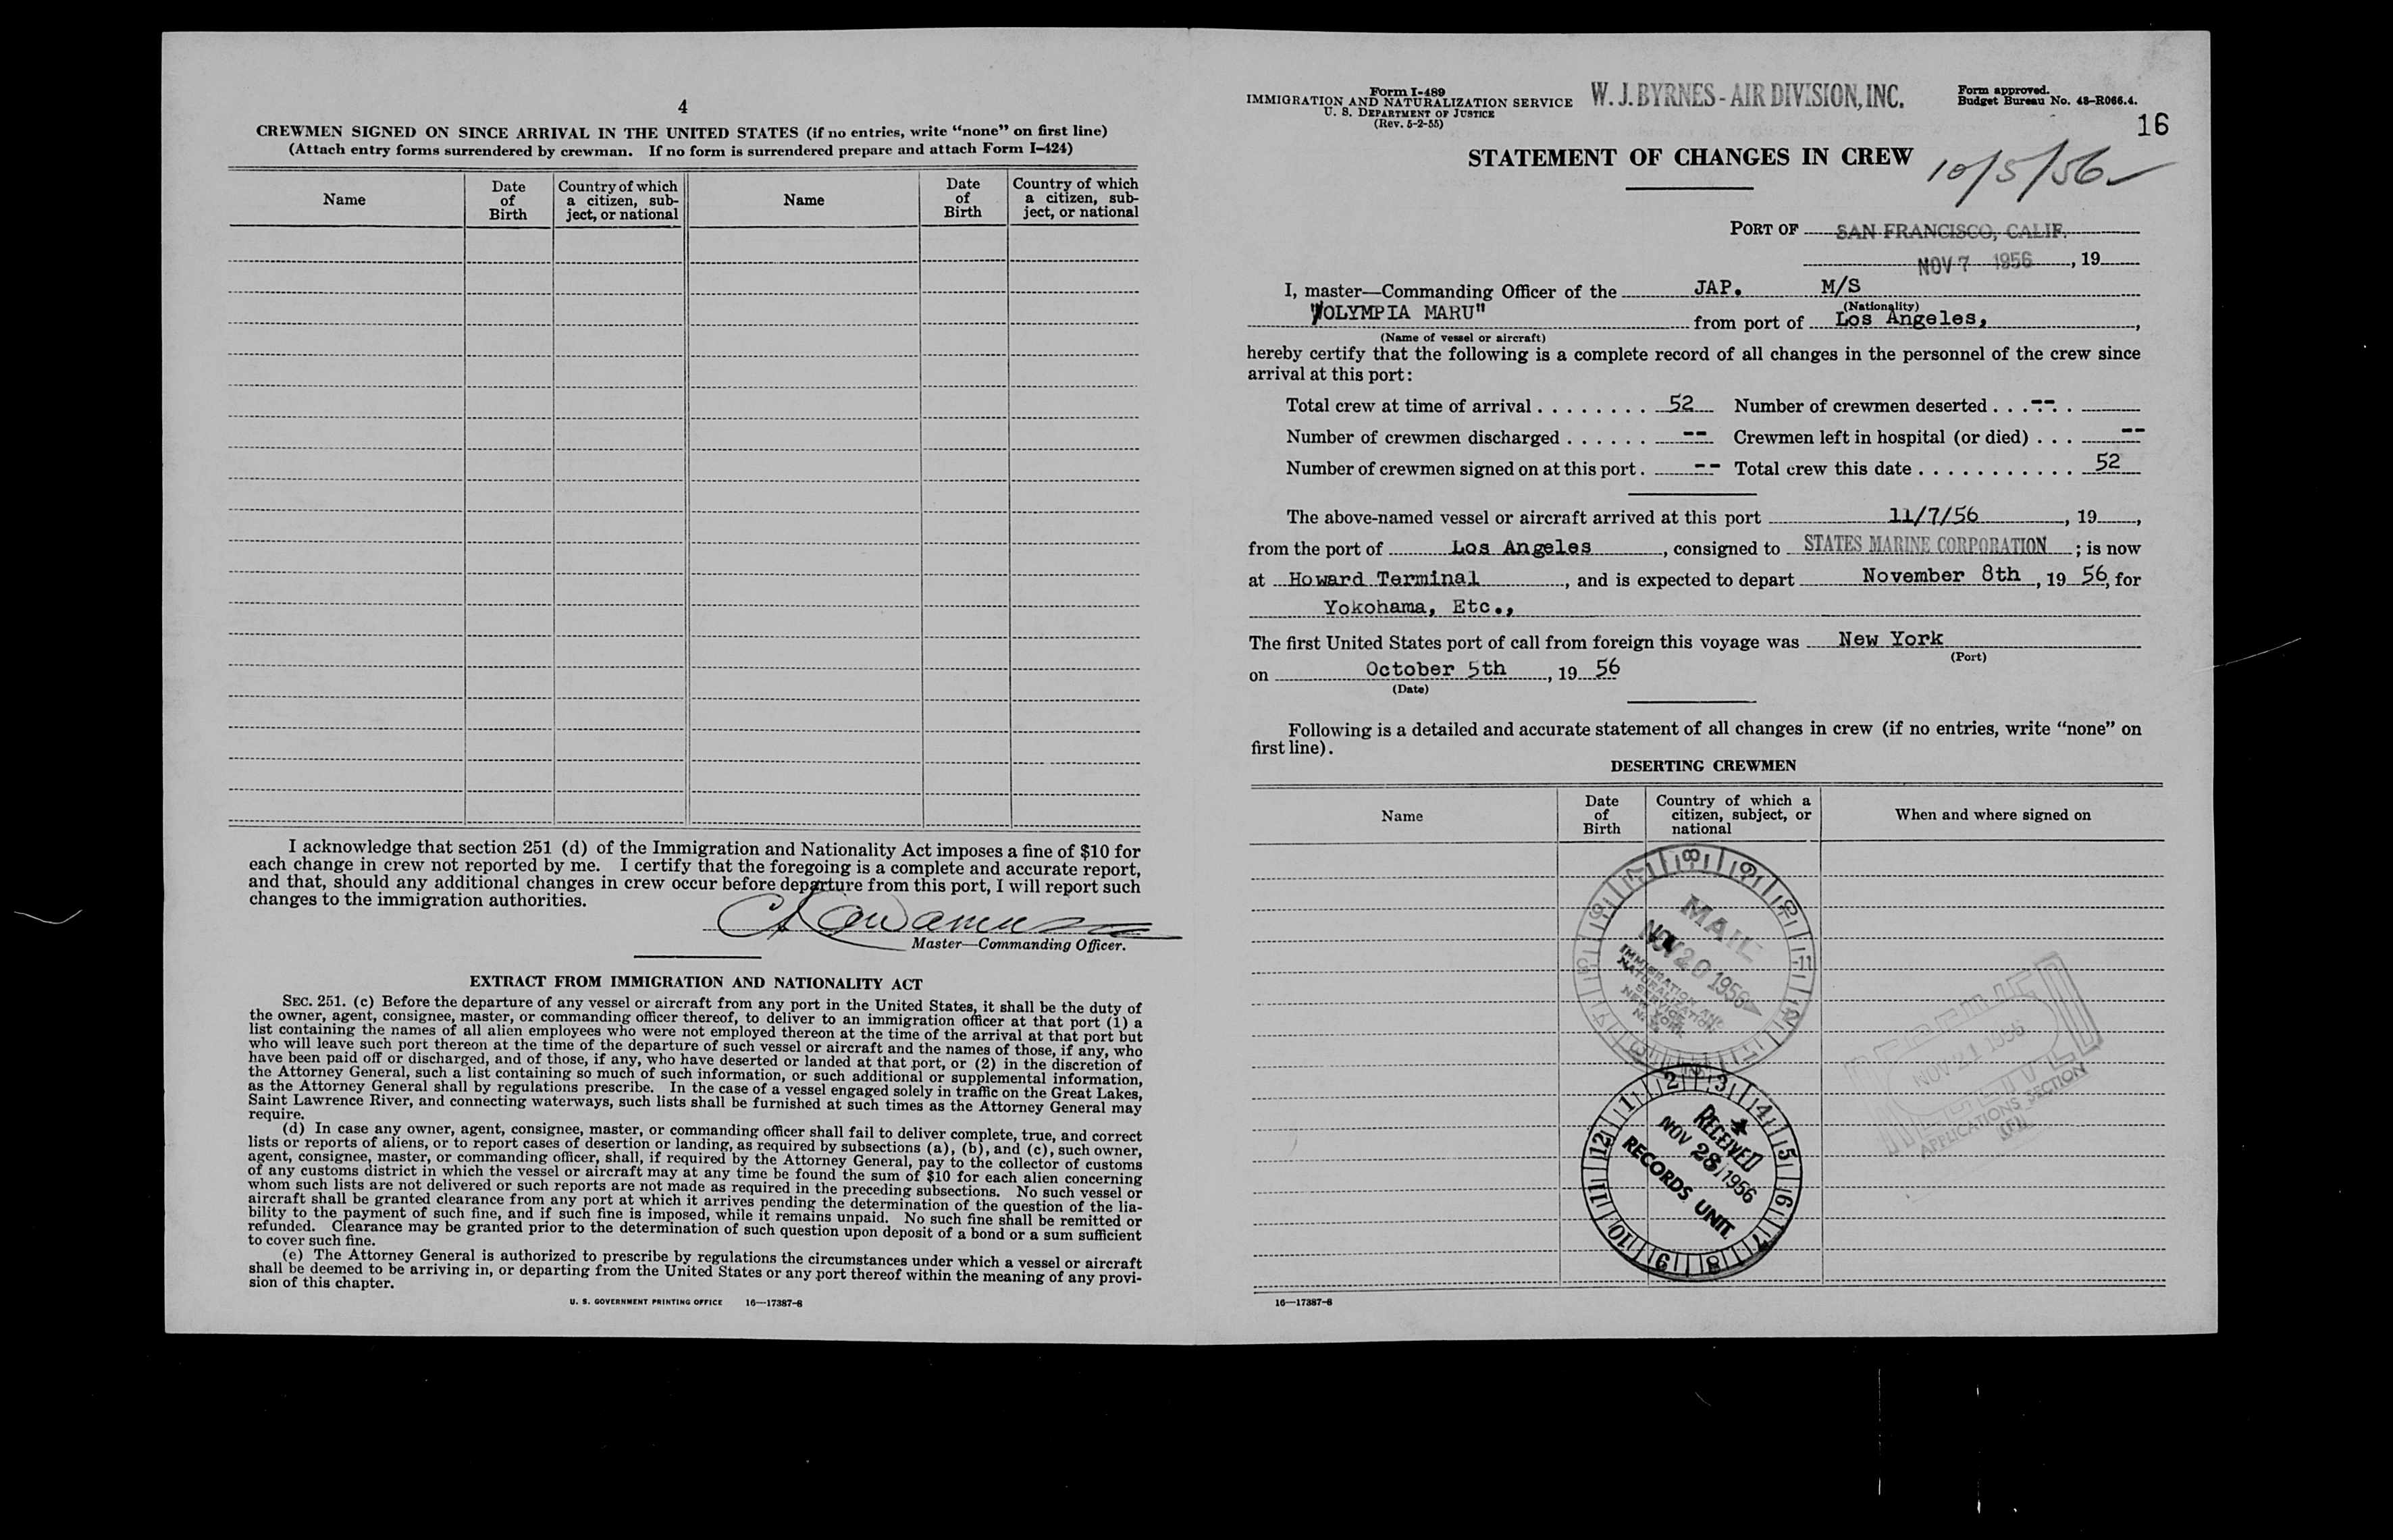 4
CREWMEN SIGNED ON SINCE ARRIVAL IN THE UNITED STATES (if no entries, write “none” on first line)
(Attach entry forms surrendered by crewman. If no form is surrendered prepare and attach Form I-424)
Name
Date of Birth
Country of which a citizen, sub-
ject, or national
Name
Date of Birth
Country of which a citizen, sub-
ject, or national
I acknowledge that section 251 (d) of the Immigration and Nationality Act imposes a fine of $10 for
each change in crew not reported by me. I certify that the foregoing is a complete and accurate report,
and that, should any additional changes in crew occur before departure from this port, I will report such
changes to the immigration authorities.
Master—Commanding Officer.
EXTRACT FROM IMMIGRATION AND NATIONALITY ACT
SEC. 251. (c) Before the departure of any vessel or aircraft from any port in the United States, it shall be the duty of
the owner, agent, consignee, master, or commanding officer thereof, to deliver to an immigration officer at that port (1) a
list containing the names of all alien employees who were not employed thereon at the time of the arrival at that port but
who will leave such port thereon at the time of the departure of such vessel or aircraft and the names of those, if any, who
have been paid off or discharged, and of those, if any, who have deserted or landed at that port, or (2) in the discretion of
the Attorney General, such a list containing so much of such information, or such additional or supplemental information,
as the Attorney General shall by regulations prescribe. In the case of a vessel engaged solely in traffic on the Great Lakes,
Saint Lawrence River, and connecting waterways, such lists shall be furnished at such times as the Attorney General may
require.
(d) In case any owner, agent, consignee, master, or commanding officer shall fail to deliver complete, true, and correct
lists or reports of aliens, or to report cases of desertion or landing, as required by subsections (a), (b), and (c), such owner,
agent, consignee, master, or commanding officer, shall, if required by the Attorney General, pay to the collector of customs
of any customs district in which the vessel or aircraft may at any time be found the sum of $10 for each alien concerning
whom such lists are not delivered or such reports are not made as required in the preceding subsections. No such vessel or
aircraft shall be granted clearance from any port at which it arrives pending the determination of the question of the lia-
bility to the payment of such fine, and if such fine is imposed, while it remains unpaid. No such fine shall be remitted or
refunded. Clearance may be granted prior to the determination of such question upon deposit of a bond or a sum sufficient
to cover such fine.
(e) The Attorney General is authorized to prescribe by regulations the circumstances under which a vessel or aircraft
shall be deemed to be arriving in, or departing from the United States or any port thereof within the meaning of any provi-
sion of this chapter.
U. S. GOVERNMENT PRINTING OFFICE 16—17387-8
Form I-489
IMMIGRATION AND NATURALIZATION SERVICE
U. S. DEPARTMENT OF JUSTICE
(Rev. 5-2-55)
W. J. BYRNES - AIR DIVISION, INC.
Form approved.
Budget Bureau No. 43-R066.4.
16
STATEMENT OF CHANGES IN CREW
10/5/56
PORT OF SAN FRANCISCO, CALIF.
NOV 7 1956, 19
I, master—Commanding Officer of the JAP. M/S
(Nationality)
"OLYMPIA MARU" from port of Los Angeles,
(Name of vessel or aircraft)
hereby certify that the following is a complete record of all changes in the personnel of the crew since
arrival at this port:
Total crew at time of arrival 52 Number of crewmen deserted --
Number of crewmen discharged -- Crewmen left in hospital (or died) --
Number of crewmen signed on at this port -- Total crew this date 52
The above-named vessel or aircraft arrived at this port 11/7/56, 19,
from the port of Los Angeles, consigned to STATES MARINE CORPORATION; is now
at Howard Terminal, and is expected to depart November 8th, 19 56, for
Yokohama, Etc.,
The first United States port of call from foreign this voyage was New York
(Port)
on October 5th, 19 56
(Date)
Following is a detailed and accurate statement of all changes in crew (if no entries, write “none” on
first line).
DESERTING CREWMEN
Name
Date of Birth
Country of which a citizen, subject, or national
When and where signed on
MAIL
NOV 20 1956
IMMIGRATION AND
NATURALIZATION
SERVICE
NEW YORK
N. Y.
RECEIVED
NOV 21 1956
APPLICATIONS SECTION
RECEIVED
NOV 28 1956
RECORDS UNIT
16—17387-8